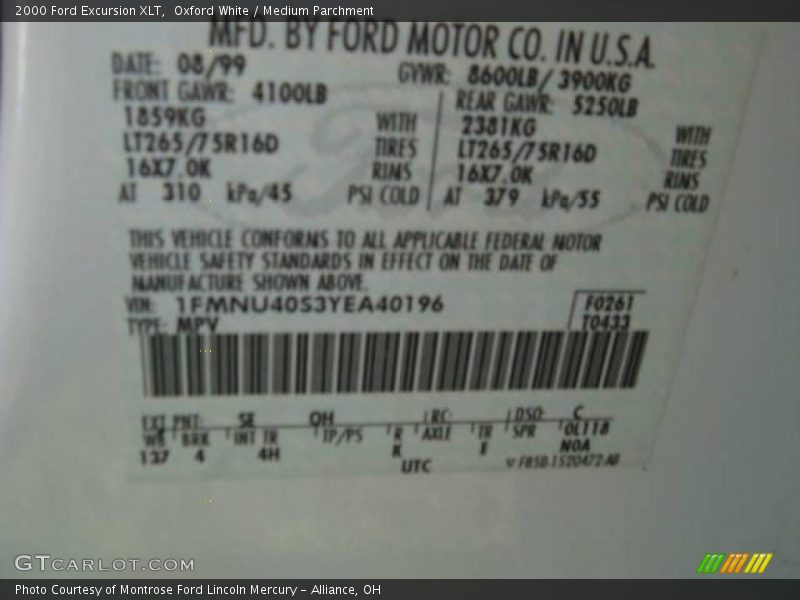 2000 Ford Excursion XLT,  Oxford White / Medium Parchment
MFD. BY FORD MOTOR CO. IN U.S.A.
DATE: 08/99 GVWR: 8600LB/ 3900KG
FRONT GAWR: 4100LB REAR GAWR: 5250LB
1859KG WITH 2381KG WITH
LT265/75R16D TIRES LT265/75R16D TIRES
16X7.0K RIMS 16X7.0K RIMS
AT 310 kPa/45 PSI COLD AT 379 kPa/55 PSI COLD
THIS VEHICLE CONFORMS TO ALL APPLICABLE FEDERAL MOTOR
VEHICLE SAFETY STANDARDS IN EFFECT ON THE DATE OF
MANUFACTURE SHOWN ABOVE.
VIN: 1FMNU40S3YEA40196 F0261
TYPE: MPV T0433
EXT PNT: RC: DSO: C
WB BRK INT TR TP/PS R AXLE TR SPR OL118
137 4 4H K E NOA
UTC
GTCARLOT.COM
Photo Courtesy of Montrose Ford Lincoln Mercury – Alliance, OH